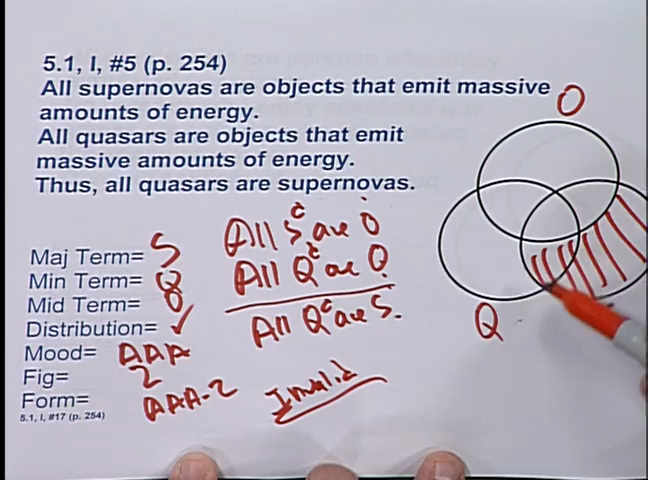 5.1, I, #5 (p. 254)
All supernovas are objects that emit massive
amounts of energy.
All quasars are objects that emit
massive amounts of energy.
Thus, all quasars are supernovas.
O
Q
Maj Term= S
Min Term= Q
Mid Term= O
Distribution= ✓
Mood= AAA
Fig= 2
Form= AAA-2
5.1, I, #17 (p. 254)
c
All S are O
c
All Q are O
c
All Q are S.
Invalid